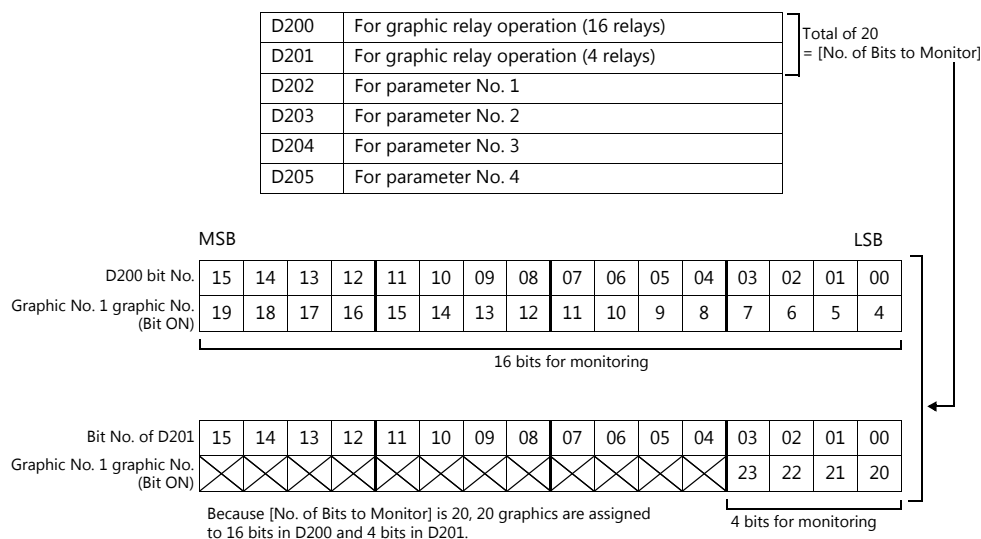 D200 For graphic relay operation (16 relays)
D201 For graphic relay operation (4 relays)
D202 For parameter No. 1
D203 For parameter No. 2
D204 For parameter No. 3
D205 For parameter No. 4
Total of 20
= [No. of Bits to Monitor]
MSB LSB
D200 bit No. 15 14 13 12 11 10 09 08 07 06 05 04 03 02 01 00
Graphic No. 1 graphic No.
(Bit ON) 19 18 17 16 15 14 13 12 11 10 9 8 7 6 5 4
16 bits for monitoring
Bit No. of D201 15 14 13 12 11 10 09 08 07 06 05 04 03 02 01 00
Graphic No. 1 graphic No.
(Bit ON) 23 22 21 20
Because [No. of Bits to Monitor] is 20, 20 graphics are assigned
to 16 bits in D200 and 4 bits in D201.
4 bits for monitoring